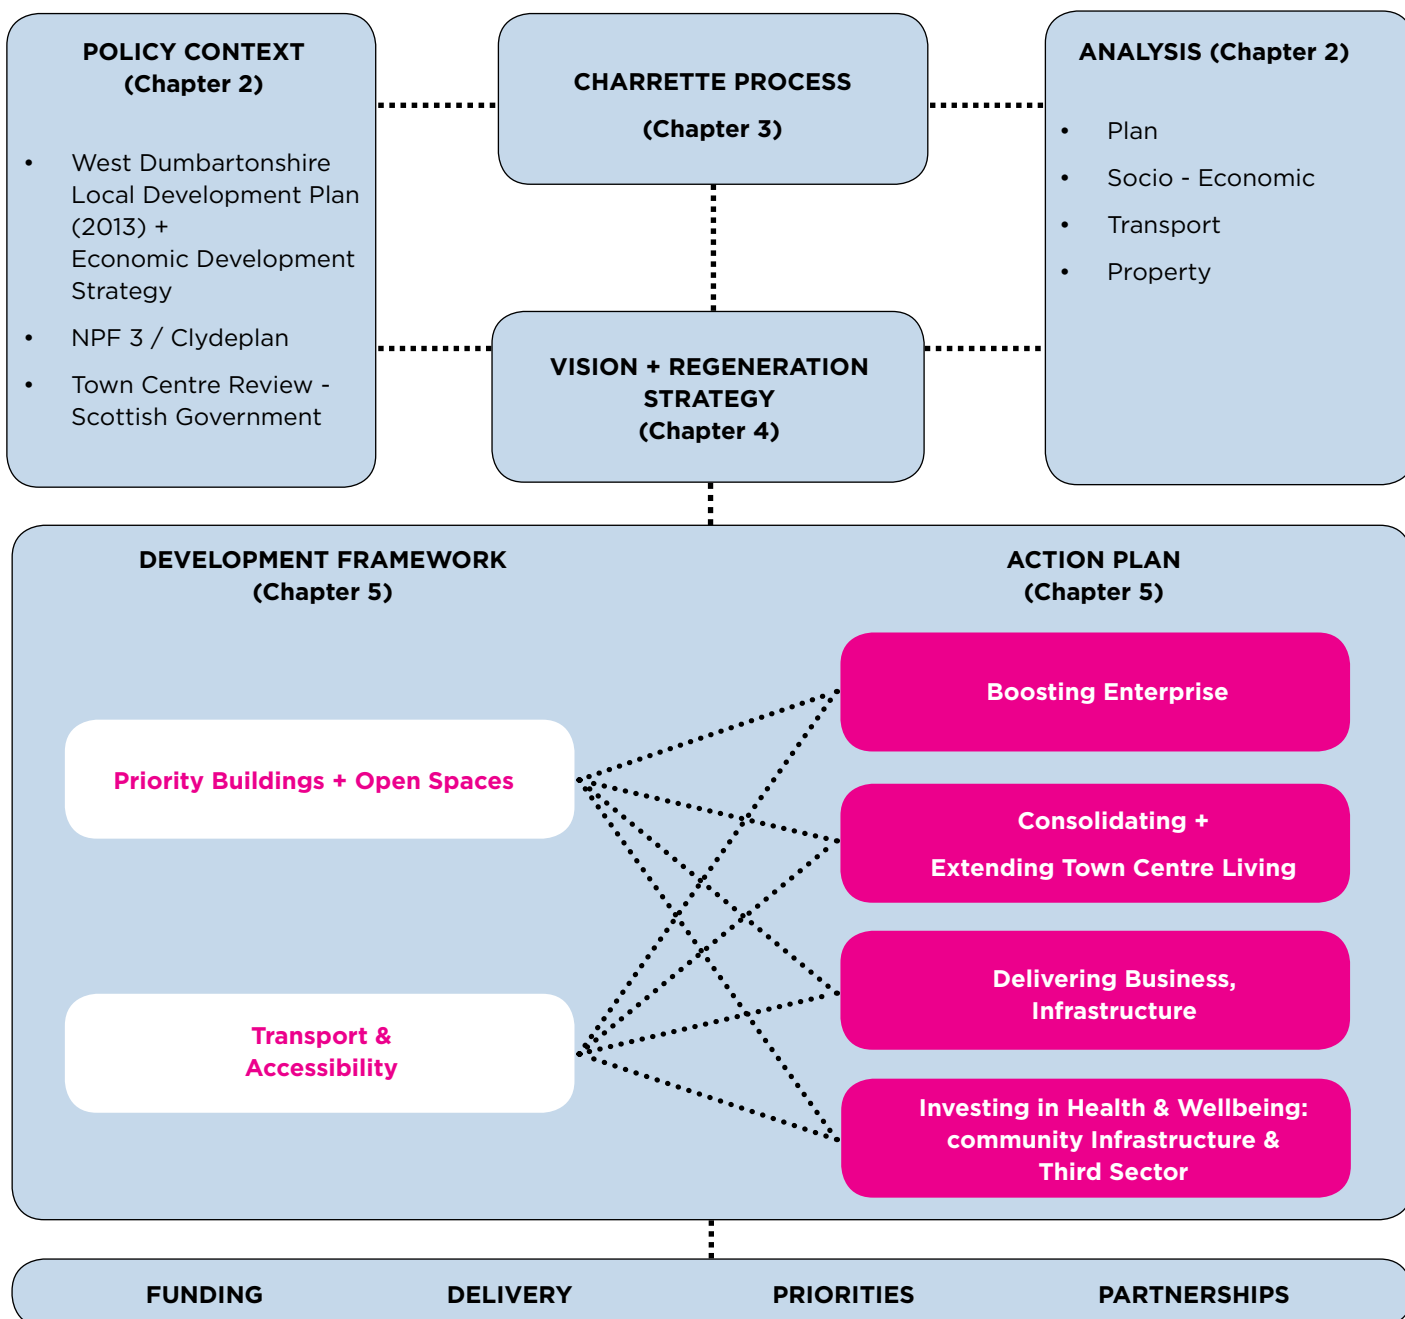 POLICY CONTEXT
(Chapter 2)
• West Dumbartonshire
Local Development Plan
(2013) +
Economic Development
Strategy
• NPF 3 / Clydeplan
• Town Centre Review -
Scottish Government
CHARRETTE PROCESS
(Chapter 3)
VISION + REGENERATION
STRATEGY
(Chapter 4)
ANALYSIS (Chapter 2)
• Plan
• Socio - Economic
• Transport
• Property
DEVELOPMENT FRAMEWORK
(Chapter 5)
Priority Buildings + Open Spaces
Transport &
Accessibility
ACTION PLAN
(Chapter 5)
Boosting Enterprise
Consolidating +
Extending Town Centre Living
Delivering Business,
Infrastructure
Investing in Health & Wellbeing:
community Infrastructure &
Third Sector
FUNDING DELIVERY PRIORITIES PARTNERSHIPS